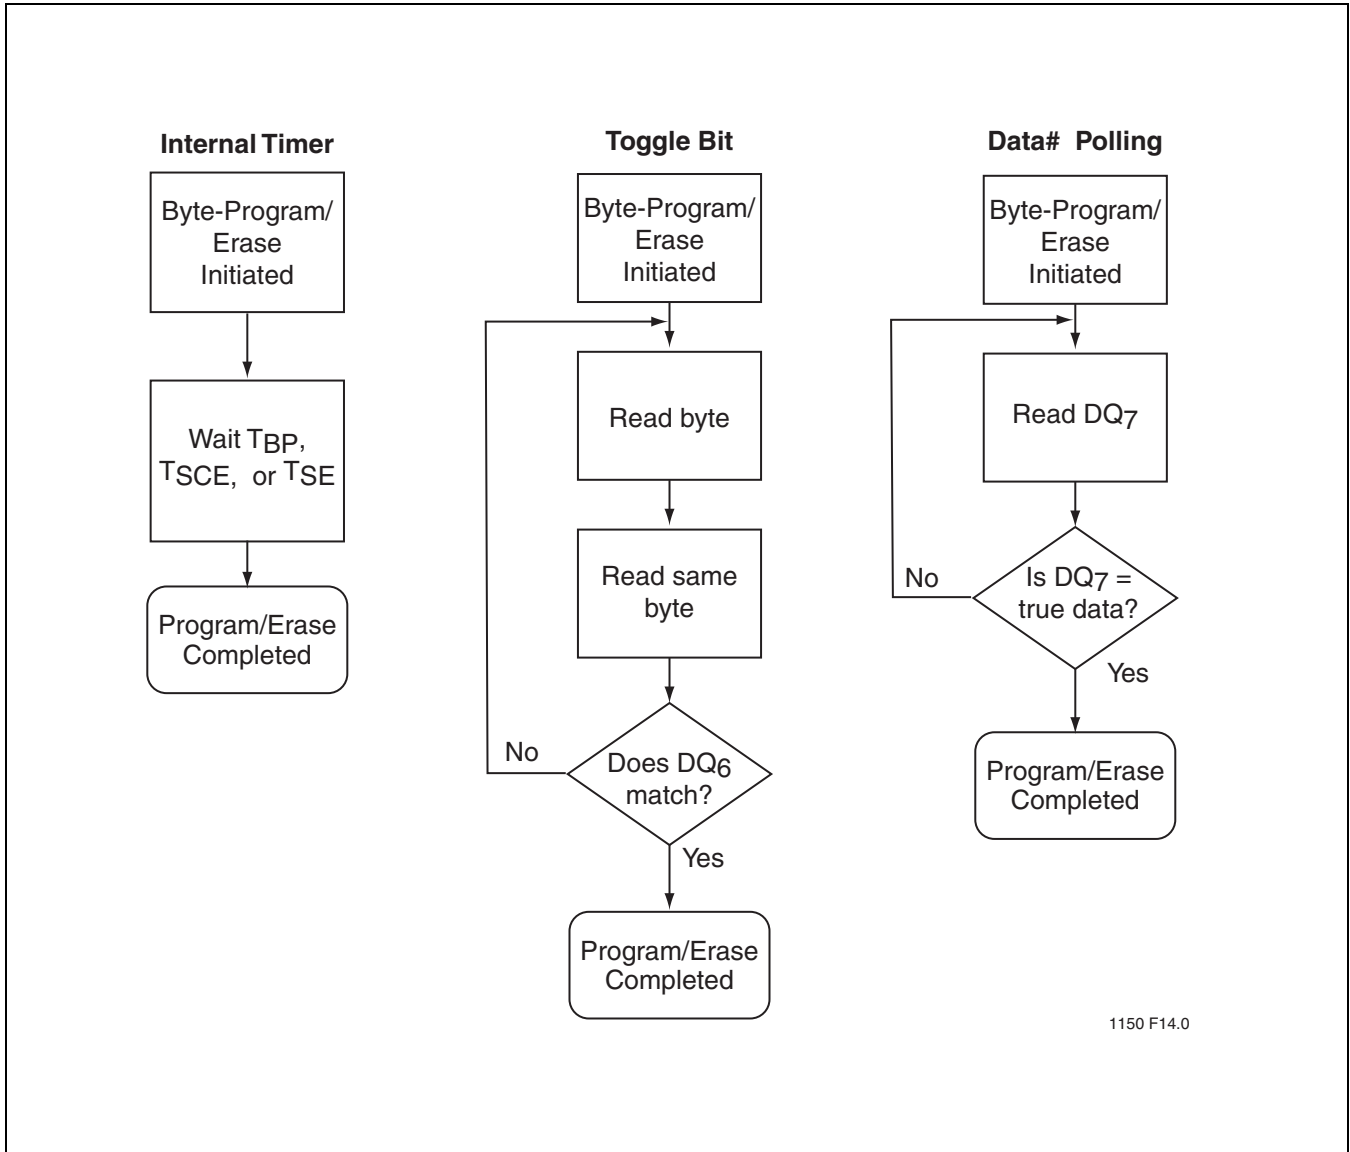 Internal Timer
Byte-Program/
Erase
Initiated
Wait TBP,
TSCE, or TSE
Program/Erase
Completed
Toggle Bit
Byte-Program/
Erase
Initiated
Read byte
Read same
byte
Does DQ6
match?
No
Yes
Program/Erase
Completed
Data# Polling
Byte-Program/
Erase
Initiated
Read DQ7
Is DQ7 =
true data?
No
Yes
Program/Erase
Completed
1150 F14.0